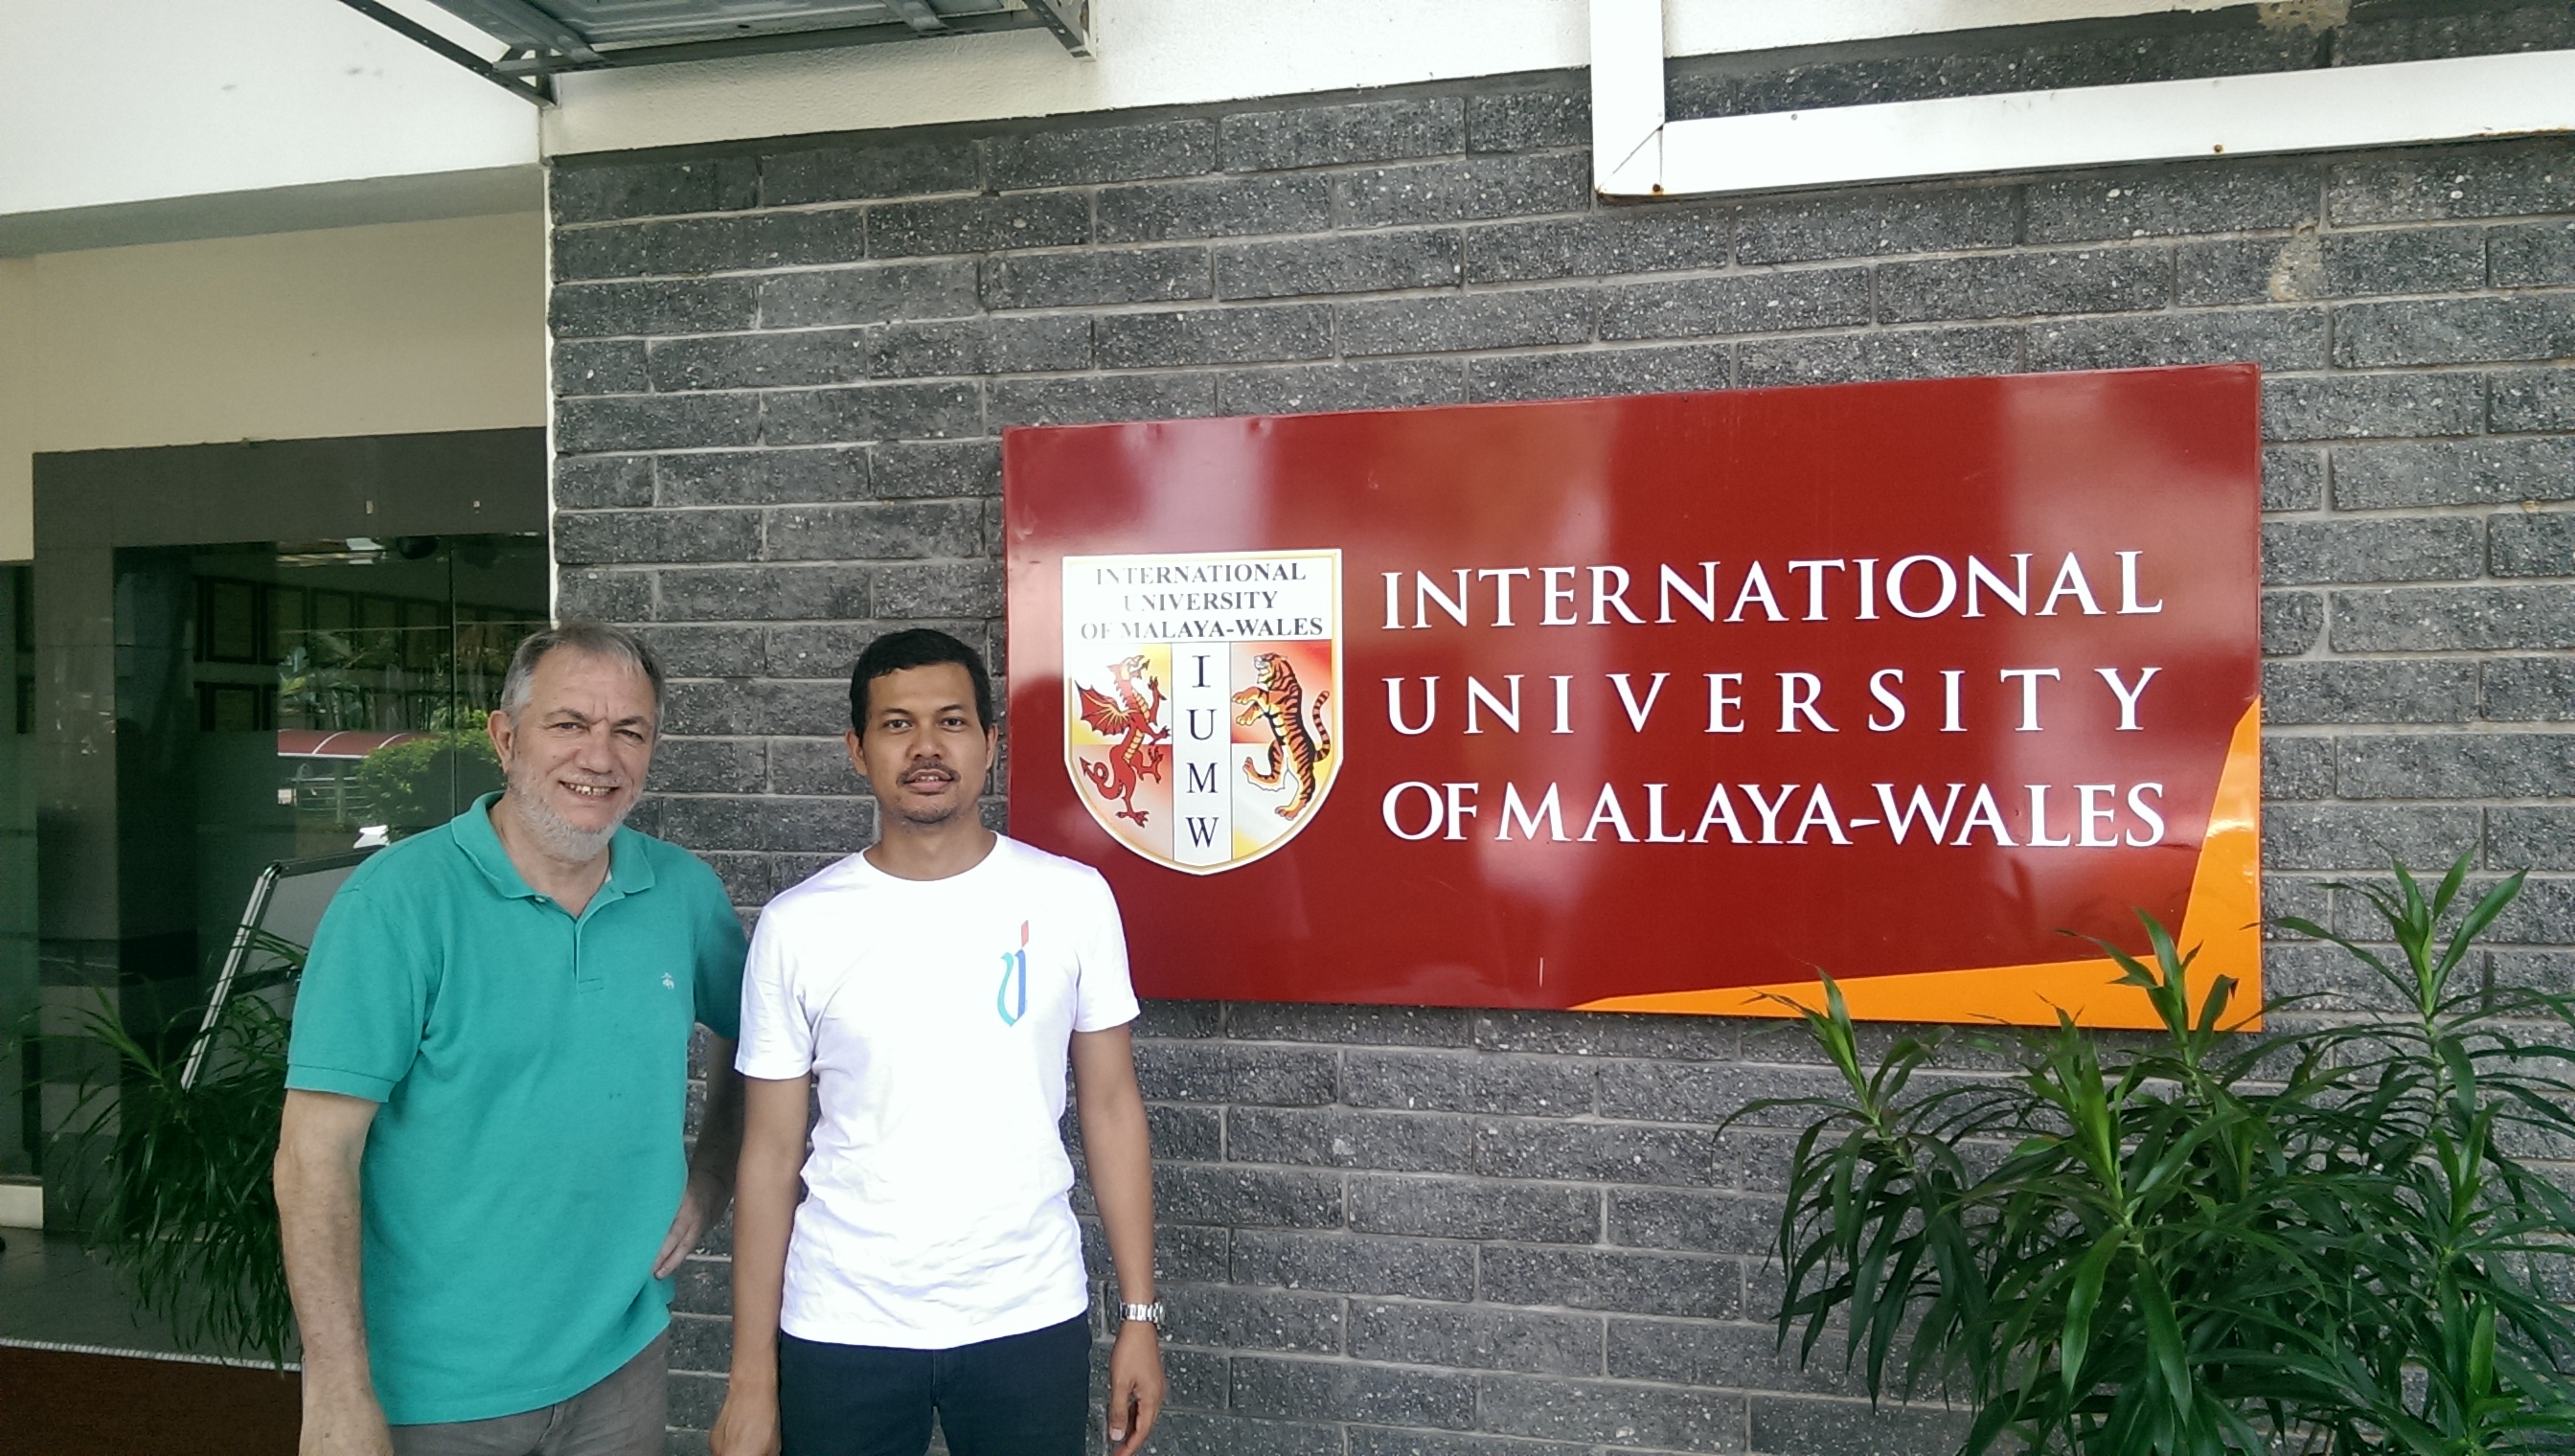 INTERNATIONAL
UNIVERSITY
OF MALAYA-WALES
I
U
M
W
INTERNATIONAL
UNIVERSITY
OF MALAYA-WALES